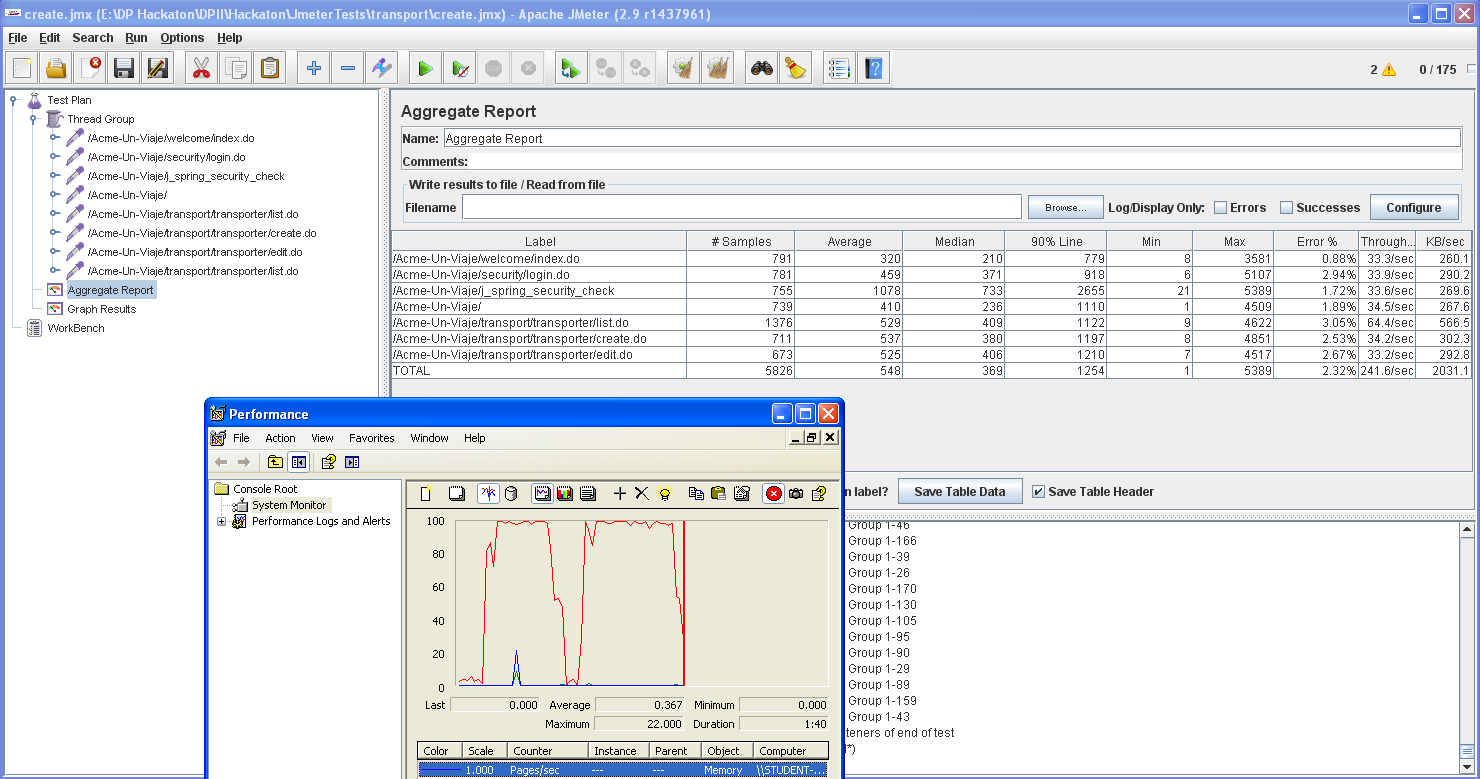 create.jmx (E:\DP Hackaton\DPII\Hackaton\JmeterTests\transport\create.jmx) - Apache JMeter (2.9 r1437961)
File Edit Search Run Options Help
2 0 / 175
Test Plan
Thread Group
/Acme-Un-Viaje/welcome/index.do
/Acme-Un-Viaje/security/login.do
/Acme-Un-Viaje/j_spring_security_check
/Acme-Un-Viaje/
/Acme-Un-Viaje/transport/transporter/list.do
/Acme-Un-Viaje/transport/transporter/create.do
/Acme-Un-Viaje/transport/transporter/edit.do
/Acme-Un-Viaje/transport/transporter/list.do
Aggregate Report
Graph Results
WorkBench
Aggregate Report
Name: Aggregate Report
Comments:
Write results to file / Read from file
Filename Browse... Log/Display Only: Errors Successes Configure
Label # Samples Average Median 90% Line Min Max Error % Through... KB/sec
/Acme-Un-Viaje/welcome/index.do 791 320 210 779 8 3581 0.88% 33.3/sec 260.1
/Acme-Un-Viaje/security/login.do 781 459 371 918 6 5107 2.94% 33.9/sec 290.2
/Acme-Un-Viaje/j_spring_security_check 755 1078 733 2655 21 5389 1.72% 33.6/sec 269.6
/Acme-Un-Viaje/ 739 410 236 1110 1 4509 1.89% 34.5/sec 267.6
/Acme-Un-Viaje/transport/transporter/list.do 1376 529 409 1122 9 4622 3.05% 64.4/sec 566.5
/Acme-Un-Viaje/transport/transporter/create.do 711 537 380 1197 8 4851 2.53% 34.2/sec 302.3
/Acme-Un-Viaje/transport/transporter/edit.do 673 525 406 1210 7 4517 2.67% 33.2/sec 292.8
TOTAL 5826 548 369 1254 1 5389 2.32% 241.6/sec 2031.1
n label? Save Table Data Save Table Header
Group 1-46
Group 1-166
Group 1-39
Group 1-26
Group 1-170
Group 1-130
Group 1-105
Group 1-95
Group 1-90
Group 1-29
Group 1-89
Group 1-159
Group 1-43
teners of end of test
*)
Performance
File Action View Favorites Window Help
Console Root
System Monitor
Performance Logs and Alerts
100
80
60
40
20
0
Last 0.000 Average 0.367 Minimum 0.000
Maximum 22.000 Duration 1:40
Color Scale Counter Instance Parent Object Computer
1.000 Pages/sec --- --- Memory \\STUDENT-...